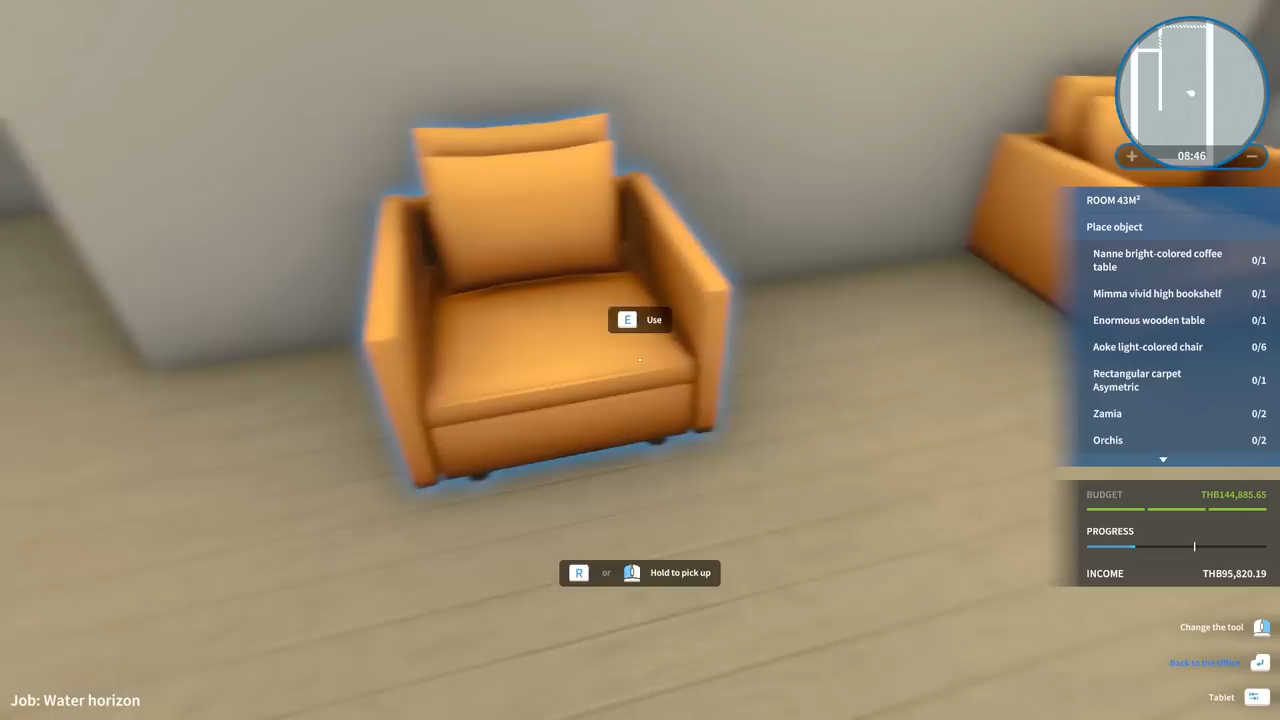 08:46
ROOM 43M²
Place object
Nanne bright-colored coffee
table 0/1
Mimma vivid high bookshelf 0/1
Enormous wooden table 0/1
Aoke light-colored chair 0/6
Rectangular carpet
Asymetric 0/1
Zamia 0/2
Orchis 0/2
E Use
BUDGET THB144,885.65
PROGRESS
R or Hold to pick up
INCOME THB95,820.19
Change the tool
Back to the Office
Tablet
Job: Water horizon